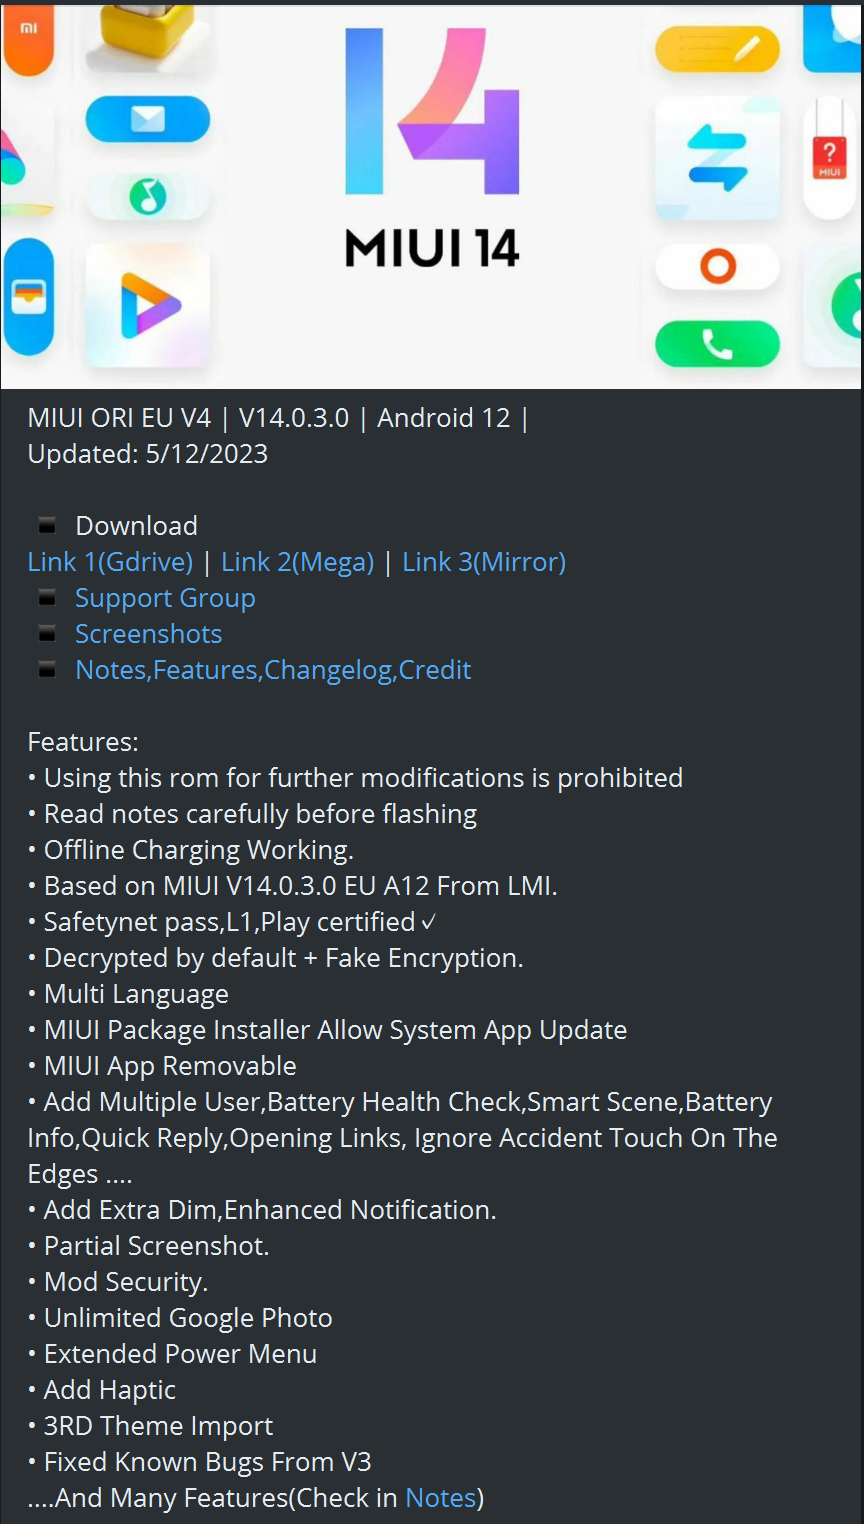 mi
14
?
MIUI
MIUI 14
MIUI ORI EU V4 | V14.0.3.0 | Android 12 |
Updated: 5/12/2023
▪ Download
Link 1(Gdrive) | Link 2(Mega) | Link 3(Mirror)
▪ Support Group
▪ Screenshots
▪ Notes,Features,Changelog,Credit
Features:
• Using this rom for further modifications is prohibited
• Read notes carefully before flashing
• Offline Charging Working.
• Based on MIUI V14.0.3.0 EU A12 From LMI.
• Safetynet pass,L1,Play certified ✓
• Decrypted by default + Fake Encryption.
• Multi Language
• MIUI Package Installer Allow System App Update
• MIUI App Removable
• Add Multiple User,Battery Health Check,Smart Scene,Battery
Info,Quick Reply,Opening Links, Ignore Accident Touch On The
Edges ....
• Add Extra Dim,Enhanced Notification.
• Partial Screenshot.
• Mod Security.
• Unlimited Google Photo
• Extended Power Menu
• Add Haptic
• 3RD Theme Import
• Fixed Known Bugs From V3
....And Many Features(Check in Notes)